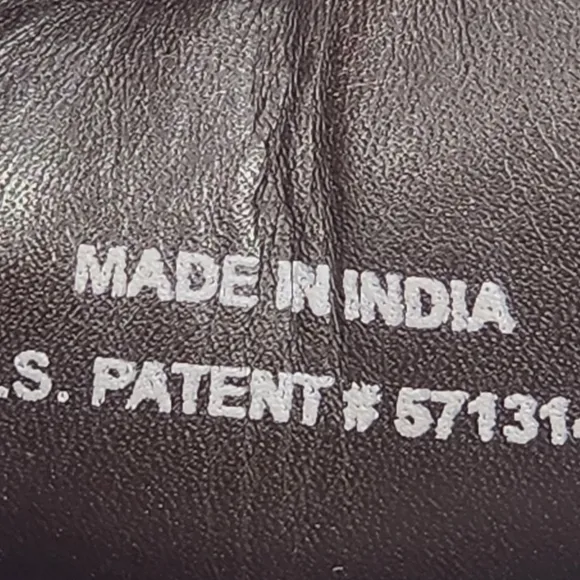 MADE IN INDIA
.S. PATENT # 57131